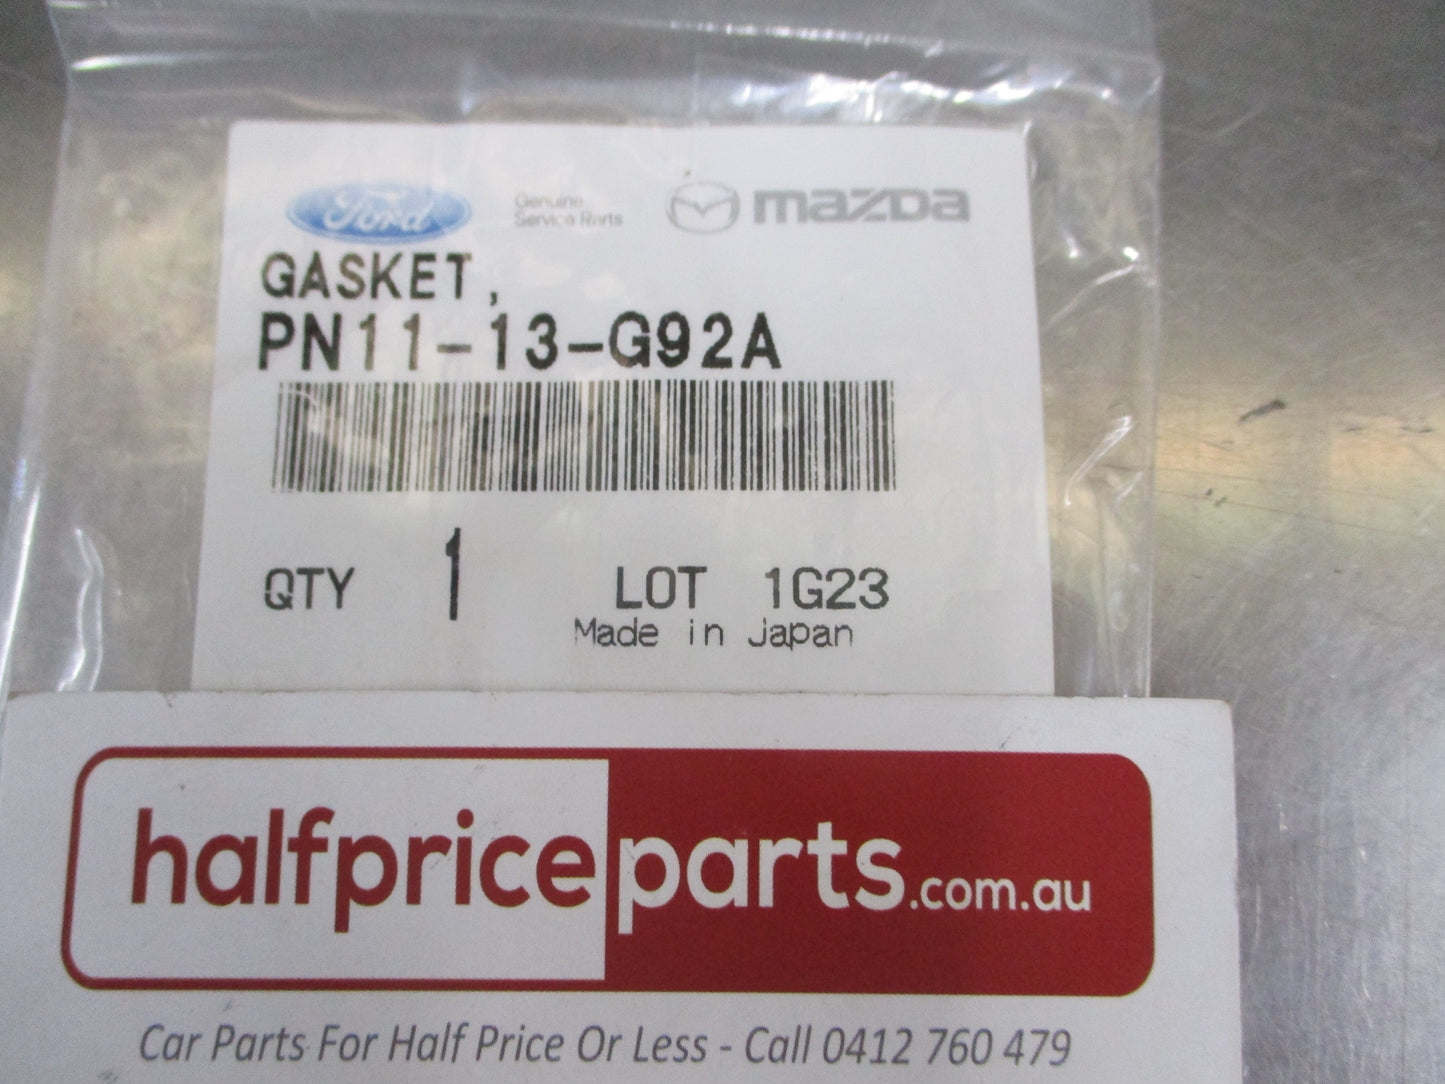 Ford Genuine mazda
Service Parts
GASKET,
PN11-13-G92A
QTY 1 LOT 1G23
Made in Japan
halfpriceparts.com.au
Car Parts For Half Price Or Less - Call 0412 760 479